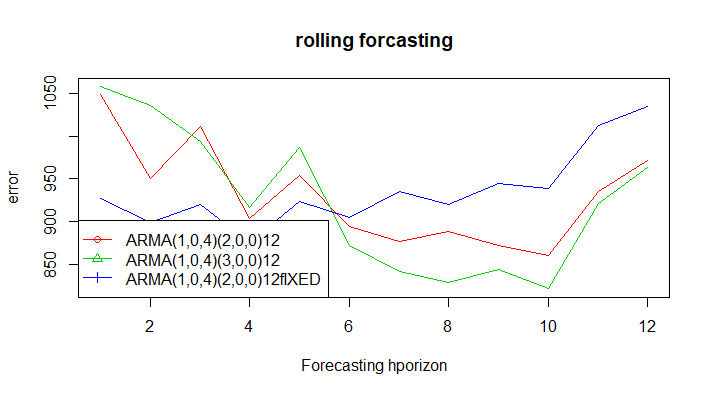 rolling forcasting
error
1050
950
900
850
ARMA(1,0,4)(2,0,0)12
ARMA(1,0,4)(3,0,0)12
ARMA(1,0,4)(2,0,0)12fIXED
2 4 6 8 10 12
Forecasting hporizon